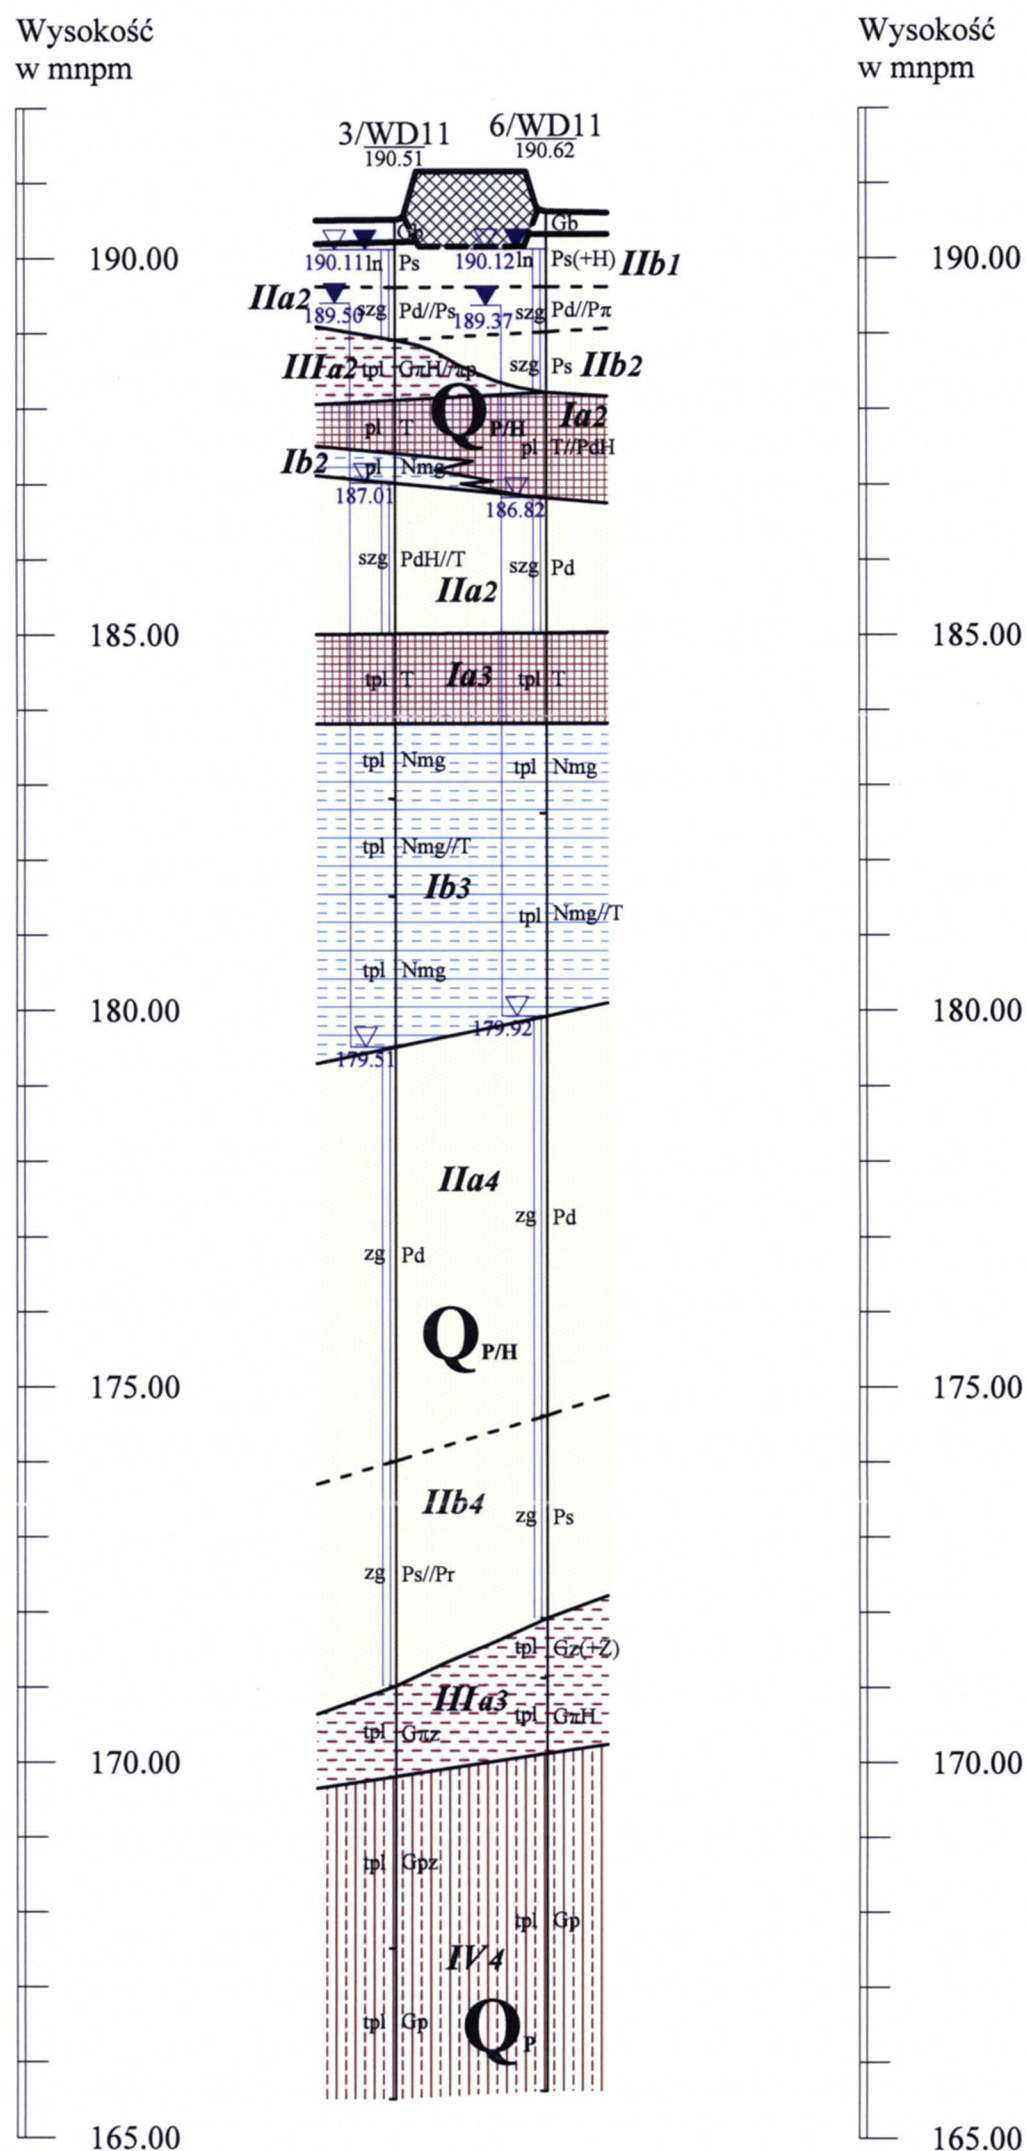 Wysokość
w mnpm
Wysokość
w mnpm
3/WD11
190.51
6/WD11
190.62
Gb
Gb
190.00
190.11 ln Ps
190.12 ln Ps(+H) IIb1
190.00
IIa2
189.50 szg Pd//Ps
189.37 szg Pd//Pπ
IIIa2 tpl GπH//πp
szg Ps IIb2
Q P/H
Ia2
pl T
pl T//PdH
Ib2 pl Nmg
187.01
186.82
szg PdH//T
szg Pd
IIa2
185.00
185.00
tpl T
Ia3
tpl T
tpl Nmg
tpl Nmg
tpl Nmg//T
Ib3
tpl Nmg//T
tpl Nmg
180.00
180.00
179.92
179.51
IIa4
zg Pd
zg Pd
Q P/H
175.00
175.00
IIb4
zg Ps
zg Ps//Pr
tpl Gz(+Z)
IIIa3
tpl GπH
tpl Gπz
170.00
170.00
tpl Gpz
tpl Gp
IV4
tpl Gp
Q P
165.00
165.00